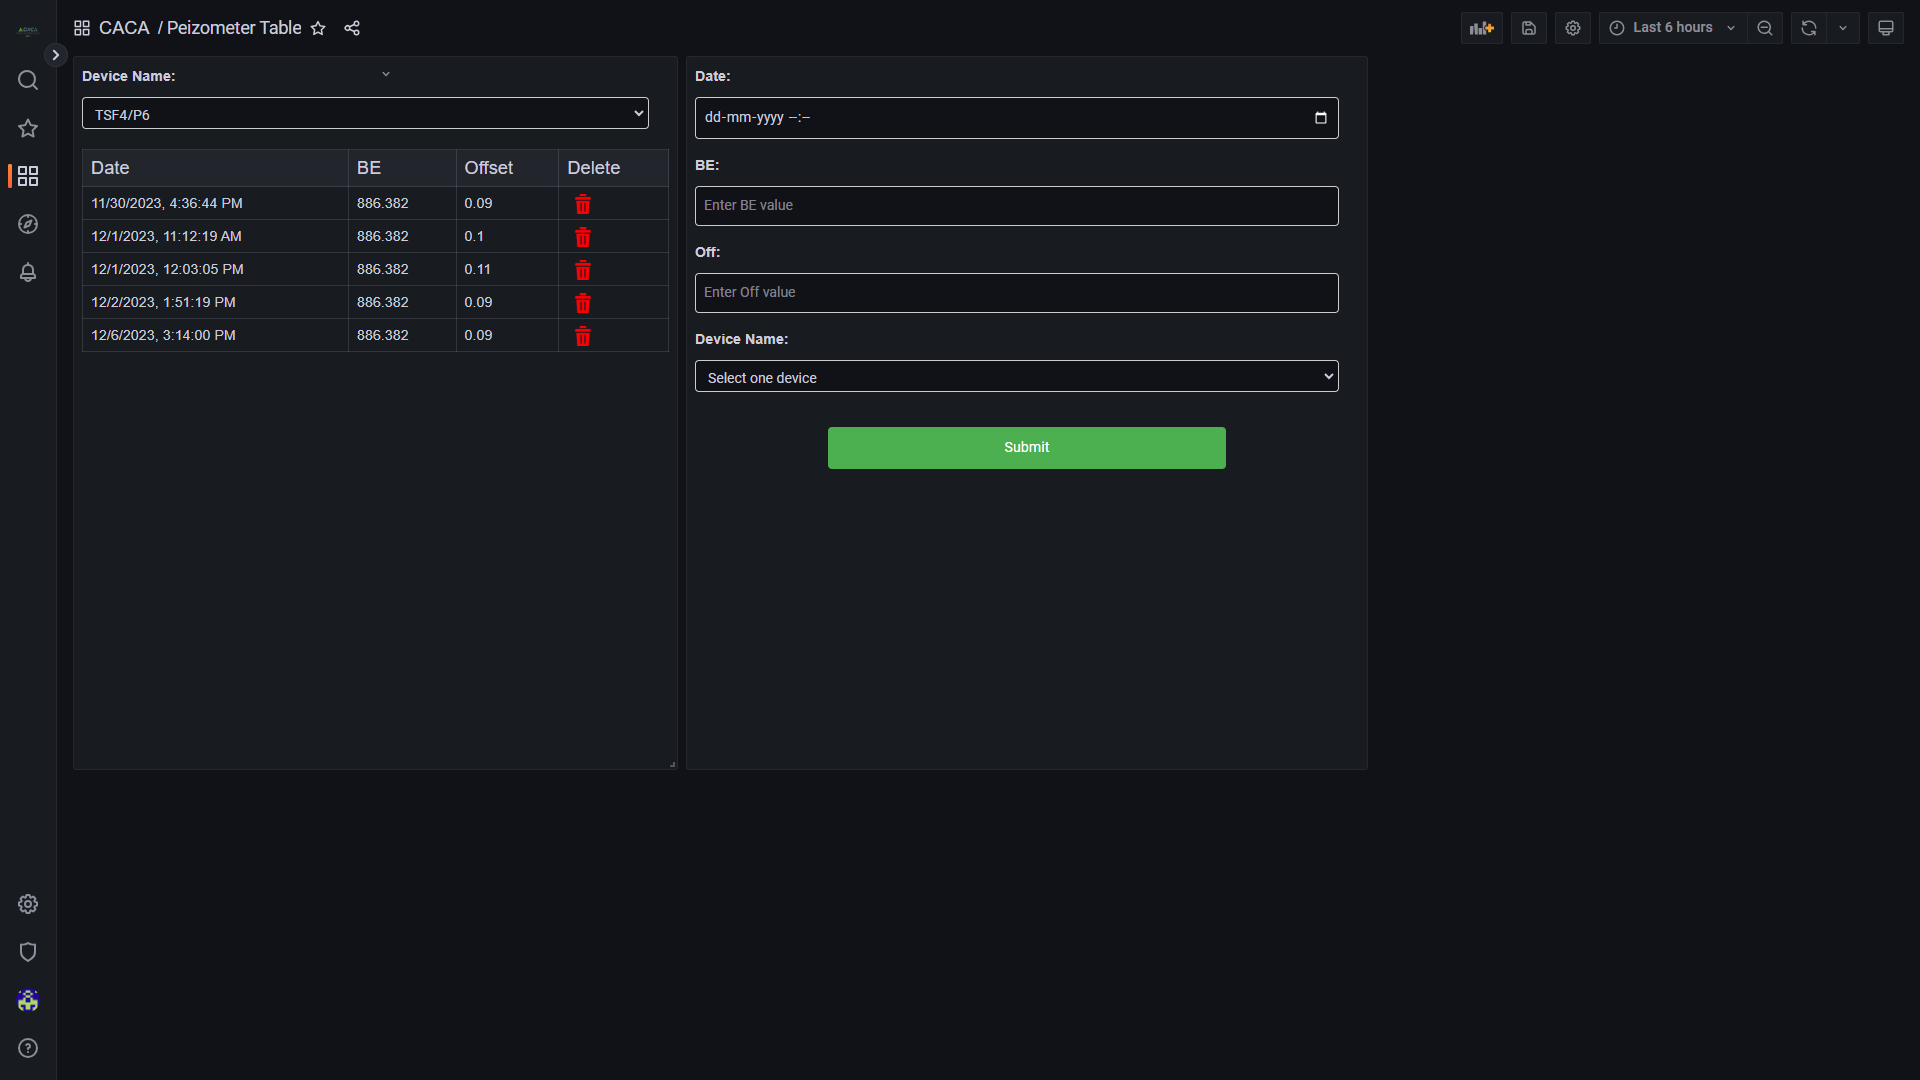 CACA / Peizometer Table
Last 6 hours
Device Name:
TSF4/P6
Date BE Offset Delete
11/30/2023, 4:36:44 PM 886.382 0.09
12/1/2023, 11:12:19 AM 886.382 0.1
12/1/2023, 12:03:05 PM 886.382 0.11
12/2/2023, 1:51:19 PM 886.382 0.09
12/6/2023, 3:14:00 PM 886.382 0.09
Date:
dd-mm-yyyy --:--
BE:
Enter BE value
Off:
Enter Off value
Device Name:
Select one device
Submit